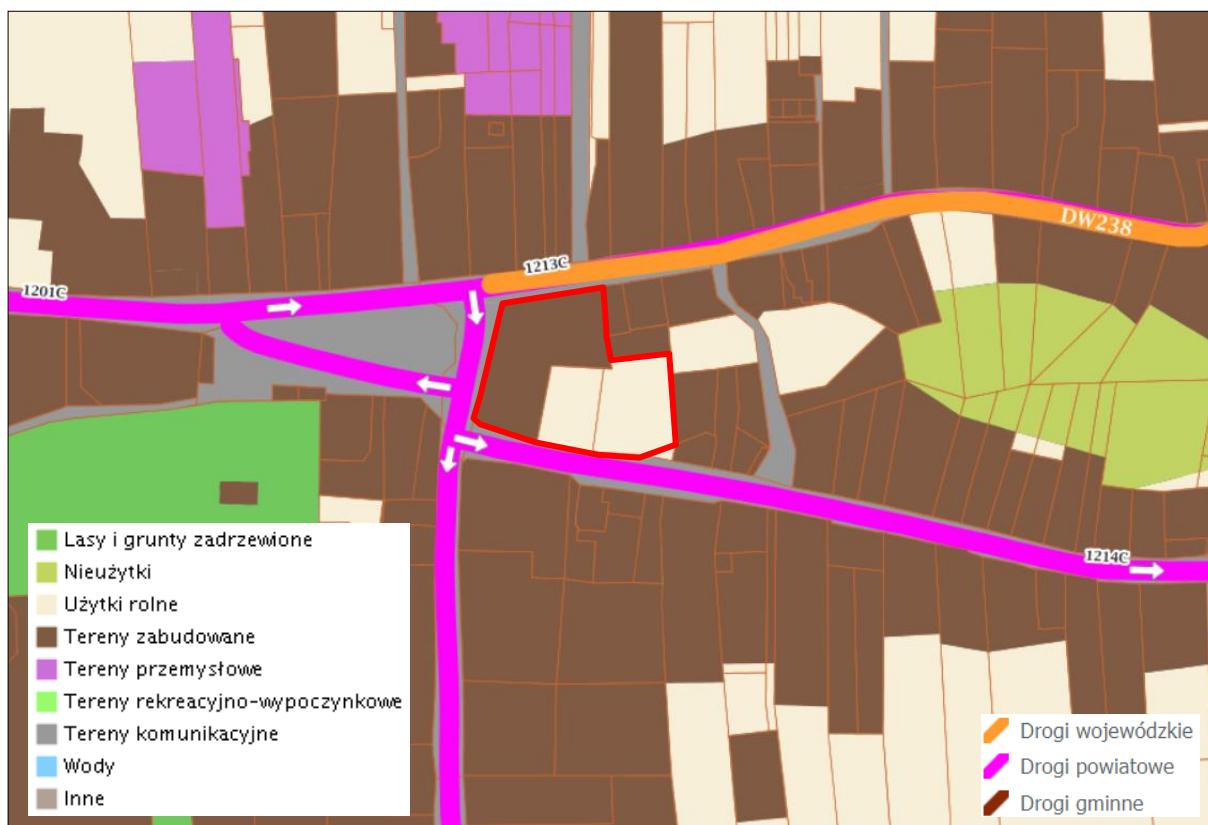 DW238
1213C
1201C
1214C
Lasy i grunty zadrzewione
Nieużytki
Użytki rolne
Tereny zabudowane
Tereny przemysłowe
Tereny rekreacyjno-wypoczynkowe
Tereny komunikacyjne
Wody
Inne
Drogi wojewódzkie
Drogi powiatowe
Drogi gminne